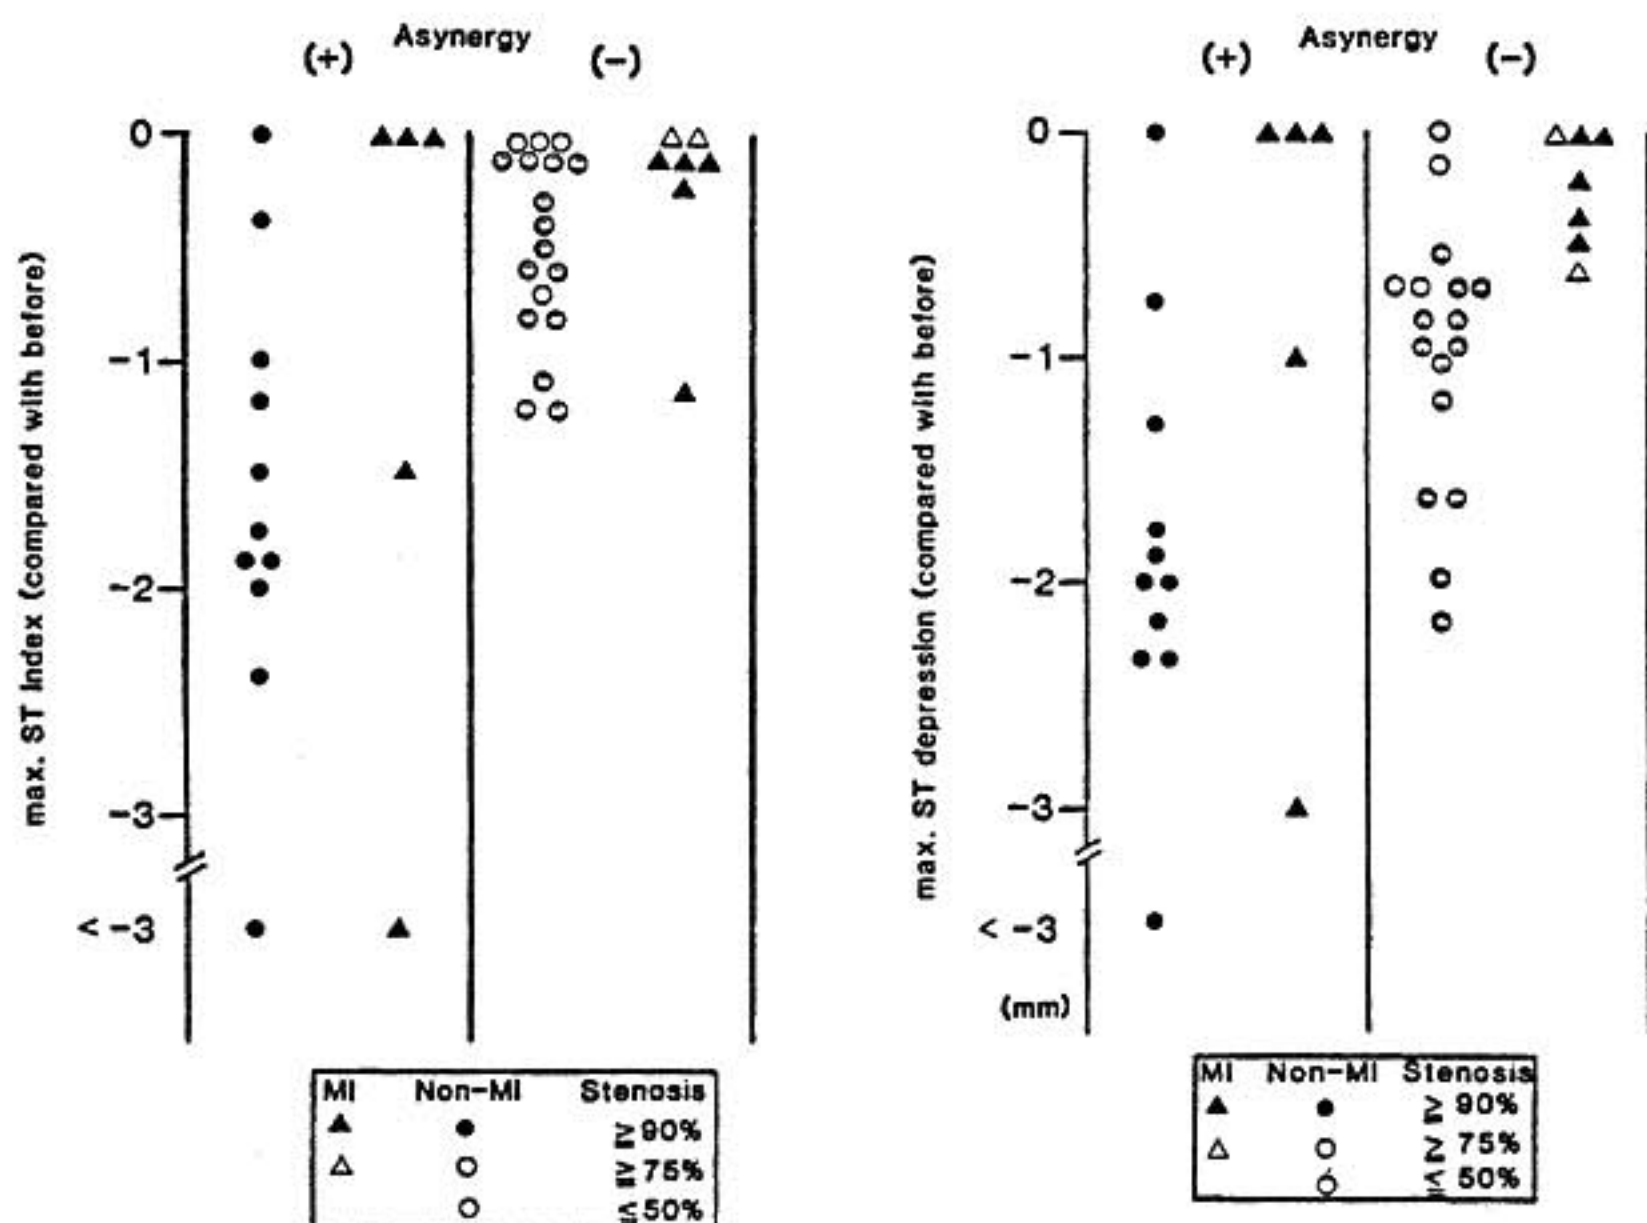 Asynergy
(+) (-)
0
-1
-2
-3
< -3
max. ST Index (compared with before)
MI Non-MI Stenosis
▲ ● ≧ 90%
△ ○ ≧ 75%
○ ≦ 50%
Asynergy
(+) (-)
0
-1
-2
-3
< -3
(mm)
max. ST depression (compared with before)
MI Non-MI Stenosis
▲ ● ≧ 90%
△ ○ ≧ 75%
○ ≦ 50%